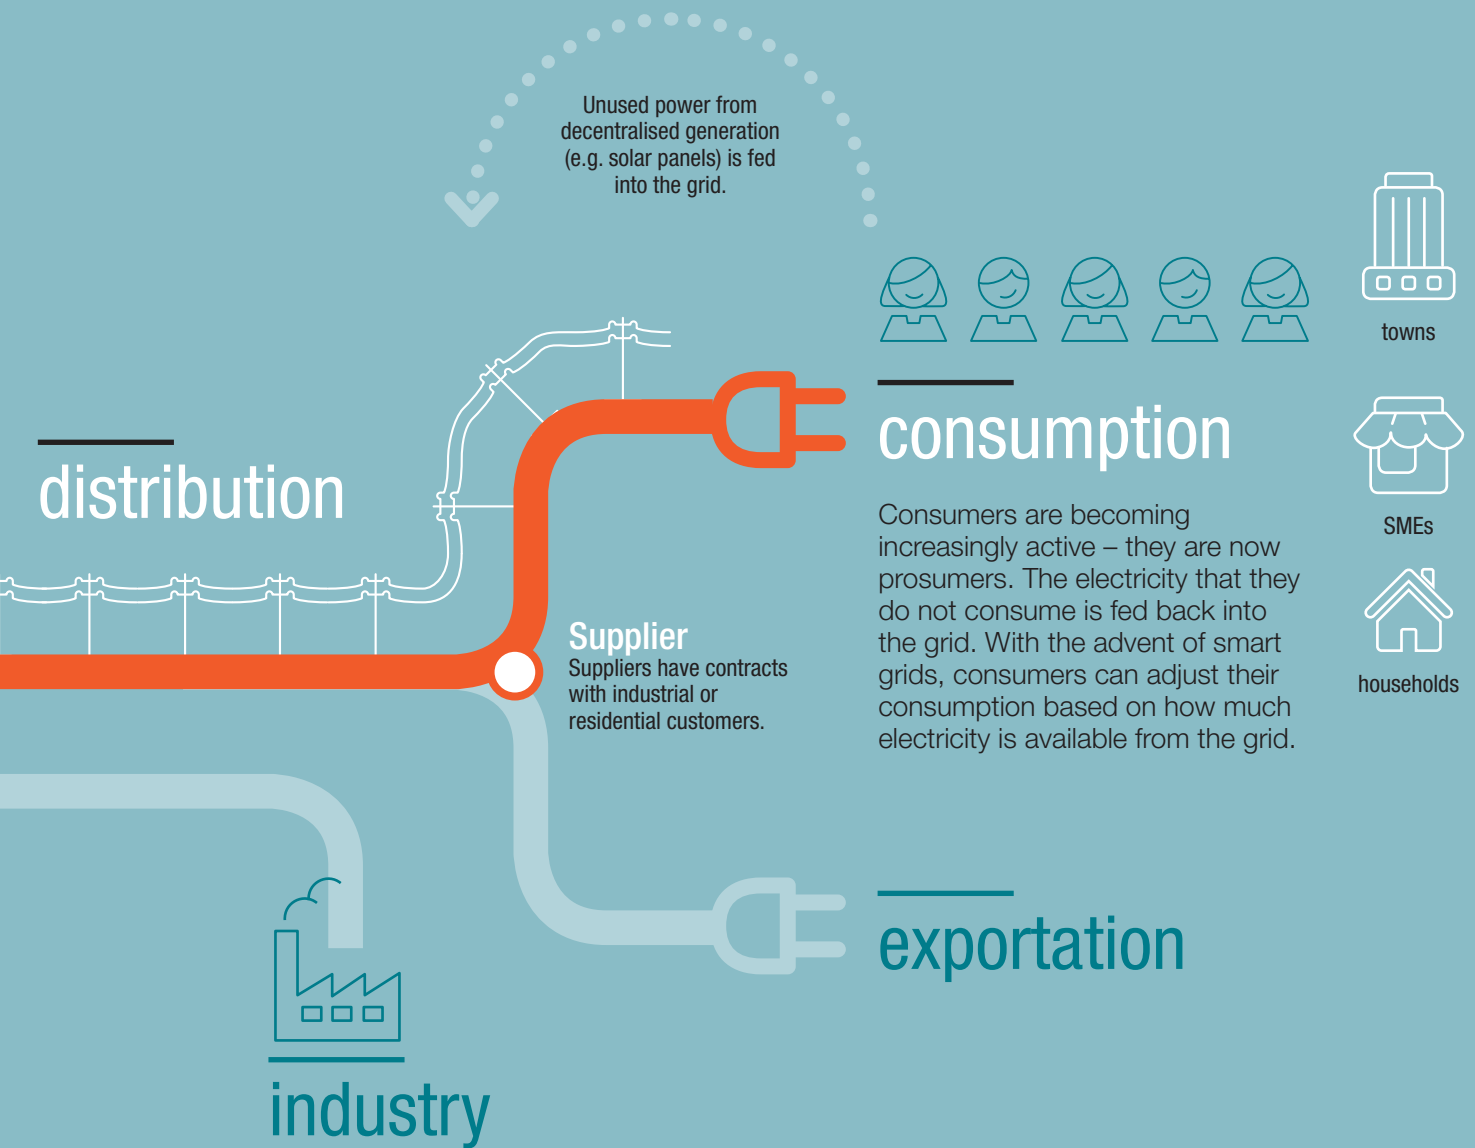 Unused power from
decentralised generation
(e.g. solar panels) is fed
into the grid.
towns
distribution
consumption
Consumers are becoming
increasingly active – they are now
prosumers. The electricity that they
do not consume is fed back into
the grid. With the advent of smart
grids, consumers can adjust their
consumption based on how much
electricity is available from the grid.
SMEs
households
Supplier
Suppliers have contracts
with industrial or
residential customers.
exportation
industry